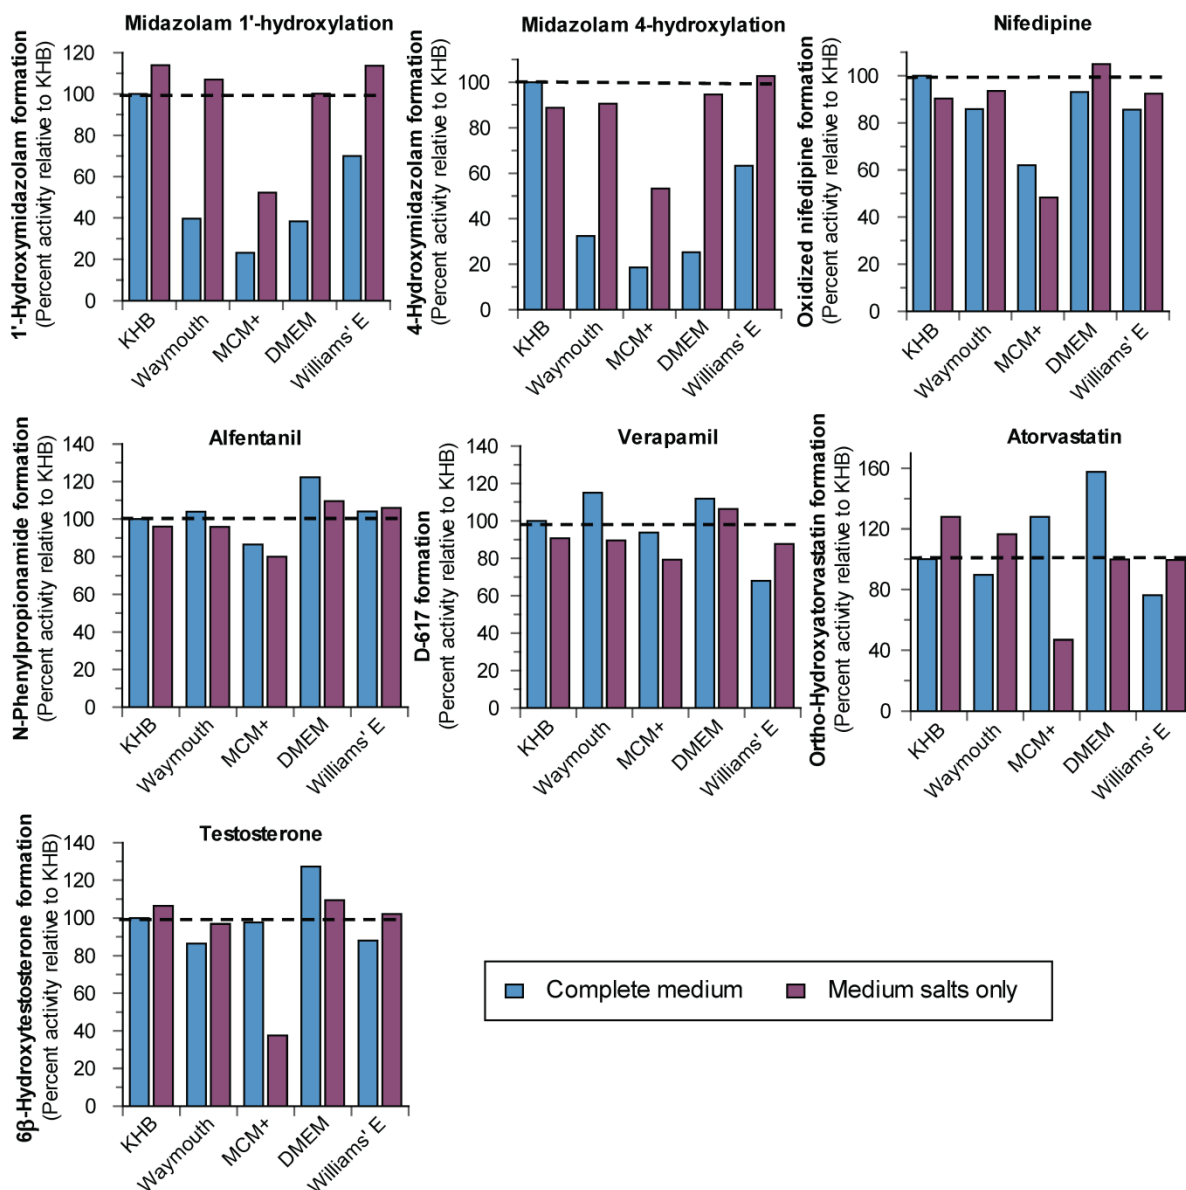 Midazolam 1'-hydroxylation
1'-Hydroxymidazolam formation
(Percent activity relative to KHB)
120
100
80
60
40
20
0
KHB
Waymouth
MCM+
DMEM
Williams' E
Midazolam 4-hydroxylation
4-Hydroxymidazolam formation
(Percent activity relative to KHB)
100
80
60
40
20
0
KHB
Waymouth
MCM+
DMEM
Williams' E
Nifedipine
Oxidized nifedipine formation
(Percent activity relative to KHB)
100
80
60
40
20
0
KHB
Waymouth
MCM+
DMEM
Williams' E
Alfentanil
N-Phenylpropionamide formation
(Percent activity relative to KHB)
140
120
100
80
60
40
20
0
KHB
Waymouth
MCM+
DMEM
Williams' E
Verapamil
D-617 formation
(Percent activity relative to KHB)
140
120
100
80
60
40
20
0
KHB
Waymouth
MCM+
DMEM
Williams' E
Atorvastatin
Ortho-Hydroxyatorvastatin formation
(Percent activity relative to KHB)
160
120
80
40
0
KHB
Waymouth
MCM+
DMEM
Williams' E
Testosterone
6β-Hydroxytestosterone formation
(Percent activity relative to KHB)
140
120
100
80
60
40
20
0
KHB
Waymouth
MCM+
DMEM
Williams' E
Complete medium
Medium salts only